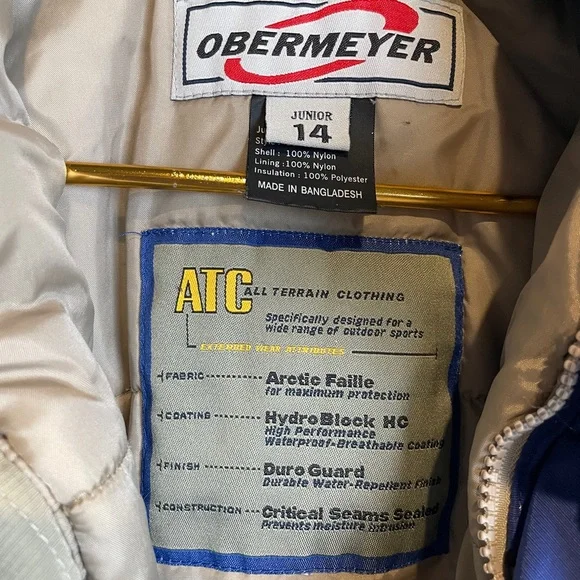 OBERMEYER
JUNIOR
14
Shell : 100% Nylon
Lining : 100% Nylon
Insulation : 100% Polyester
MADE IN BANGLADESH
ATC ALL TERRAIN CLOTHING
Specifically designed for a
wide range of outdoor sports
EXTENDED WEAR ATTRIBUTES
FABRIC Arctic Faille
for maximum protection
COATING HydroBlock HC
High Performance
Waterproof-Breathable Coating
FINISH DuroGuard
Durable Water-Repellent Finish
CONSTRUCTION Critical Seams Sealed
Prevents moisture intrusion